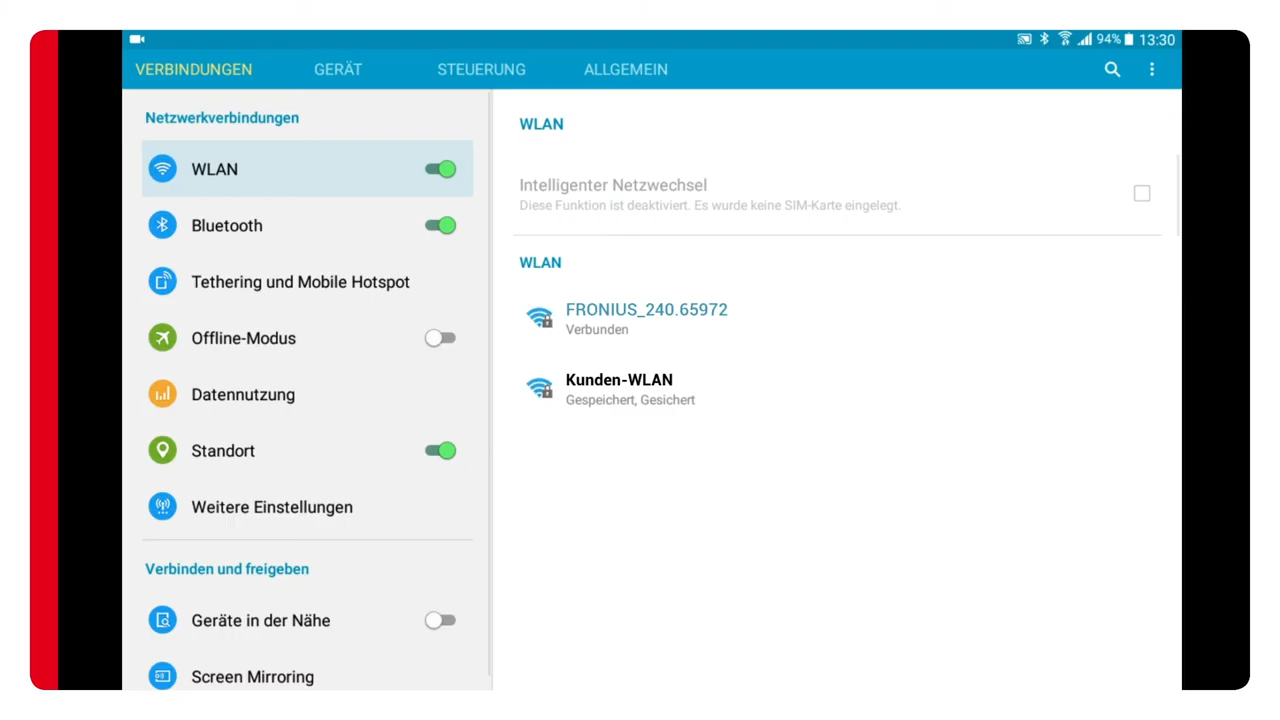 94% 13:30
VERBINDUNGEN GERÄT STEUERUNG ALLGEMEIN
Netzwerkverbindungen
WLAN
Bluetooth
Tethering und Mobile Hotspot
Offline-Modus
Datennutzung
Standort
Weitere Einstellungen
Verbinden und freigeben
Geräte in der Nähe
Screen Mirroring
WLAN
Intelligenter Netzwechsel
Diese Funktion ist deaktiviert. Es wurde keine SIM-Karte eingelegt.
WLAN
FRONIUS_240.65972
Verbunden
Kunden-WLAN
Gespeichert, Gesichert